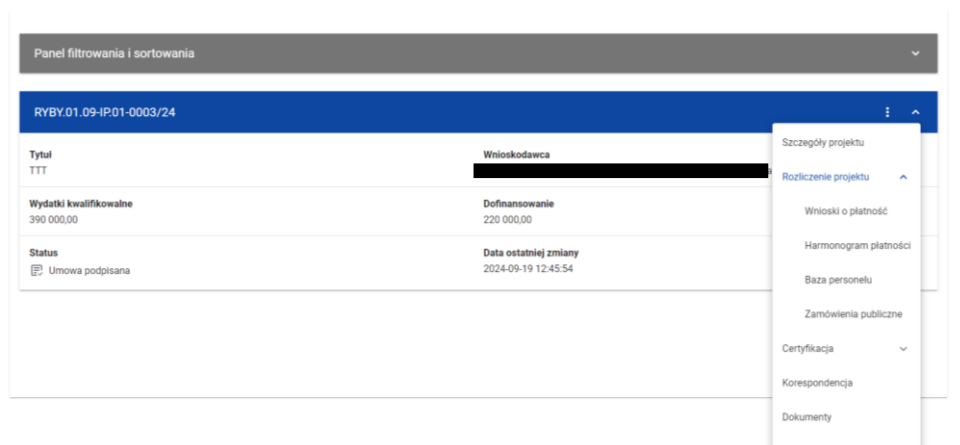 Panel filtrowania i sortowania
RYBY.01.09-IP.01-0003/24
Tytuł
TTT
Wnioskodawca
Wydatki kwalifikowalne
390 000,00
Dofinansowanie
220 000,00
Status
Umowa podpisana
Data ostatniej zmiany
2024-09-19 12:45:54
Szczegóły projektu
Rozliczenie projektu
Wnioski o płatność
Harmonogram płatności
Baza personelu
Zamówienia publiczne
Certyfikacja
Korespondencja
Dokumenty